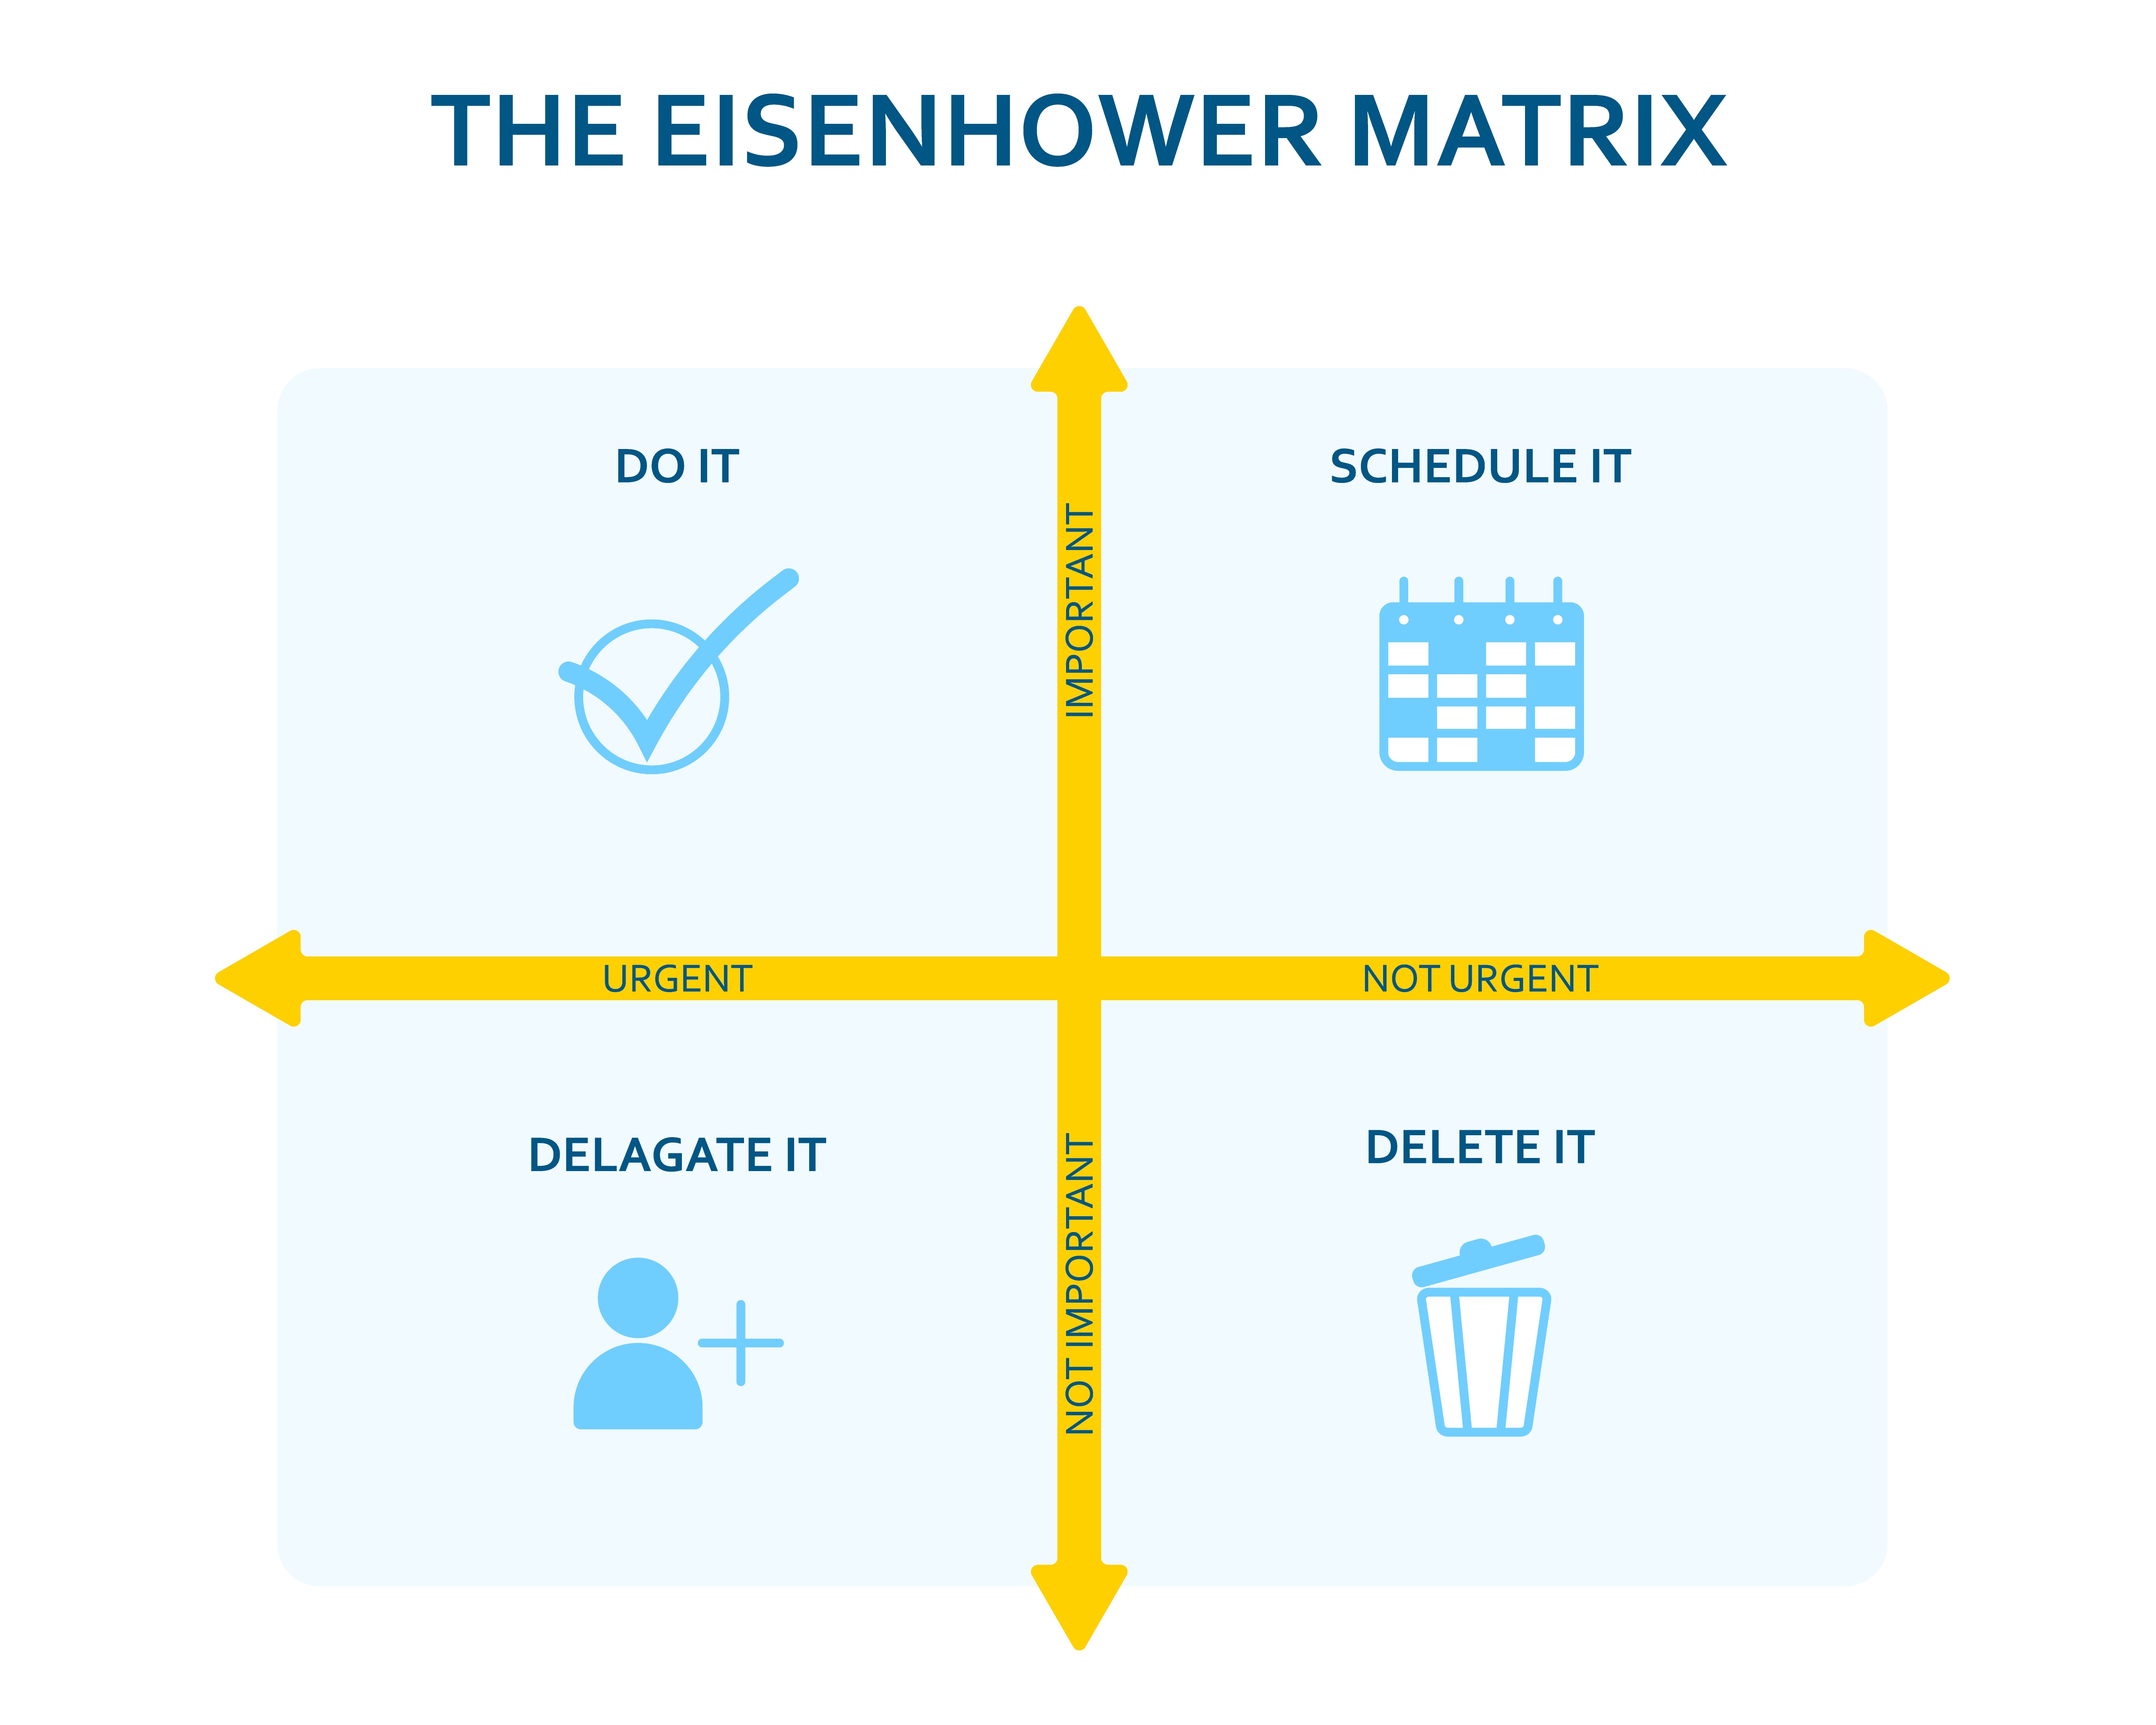 THE EISENHOWER MATRIX
DO IT
SCHEDULE IT
IMPORTANT
URGENT
NOT URGENT
DELAGATE IT
DELETE IT
NOT IMPORTANT